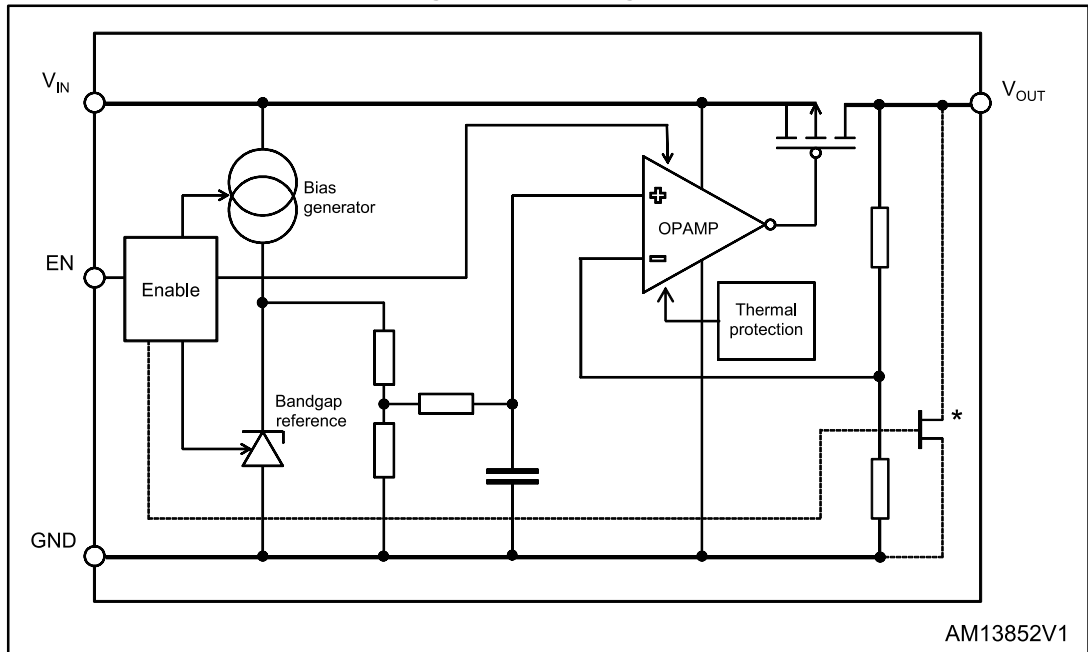 V_IN
V_OUT
Bias
generator
OPAMP
EN
Enable
Thermal
protection
Bandgap
reference
*
GND
AM13852V1